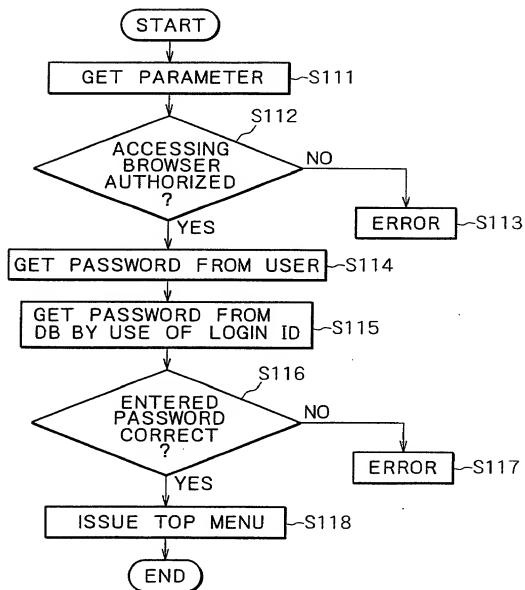 START
GET PARAMETER
S111
S112
ACCESSING
BROWSER
AUTHORIZED
?
NO
YES
ERROR
S113
GET PASSWORD FROM USER
S114
GET PASSWORD FROM
DB BY USE OF LOGIN ID
S115
S116
ENTERED
PASSWORD
CORRECT
?
NO
YES
ERROR
S117
ISSUE TOP MENU
S118
END